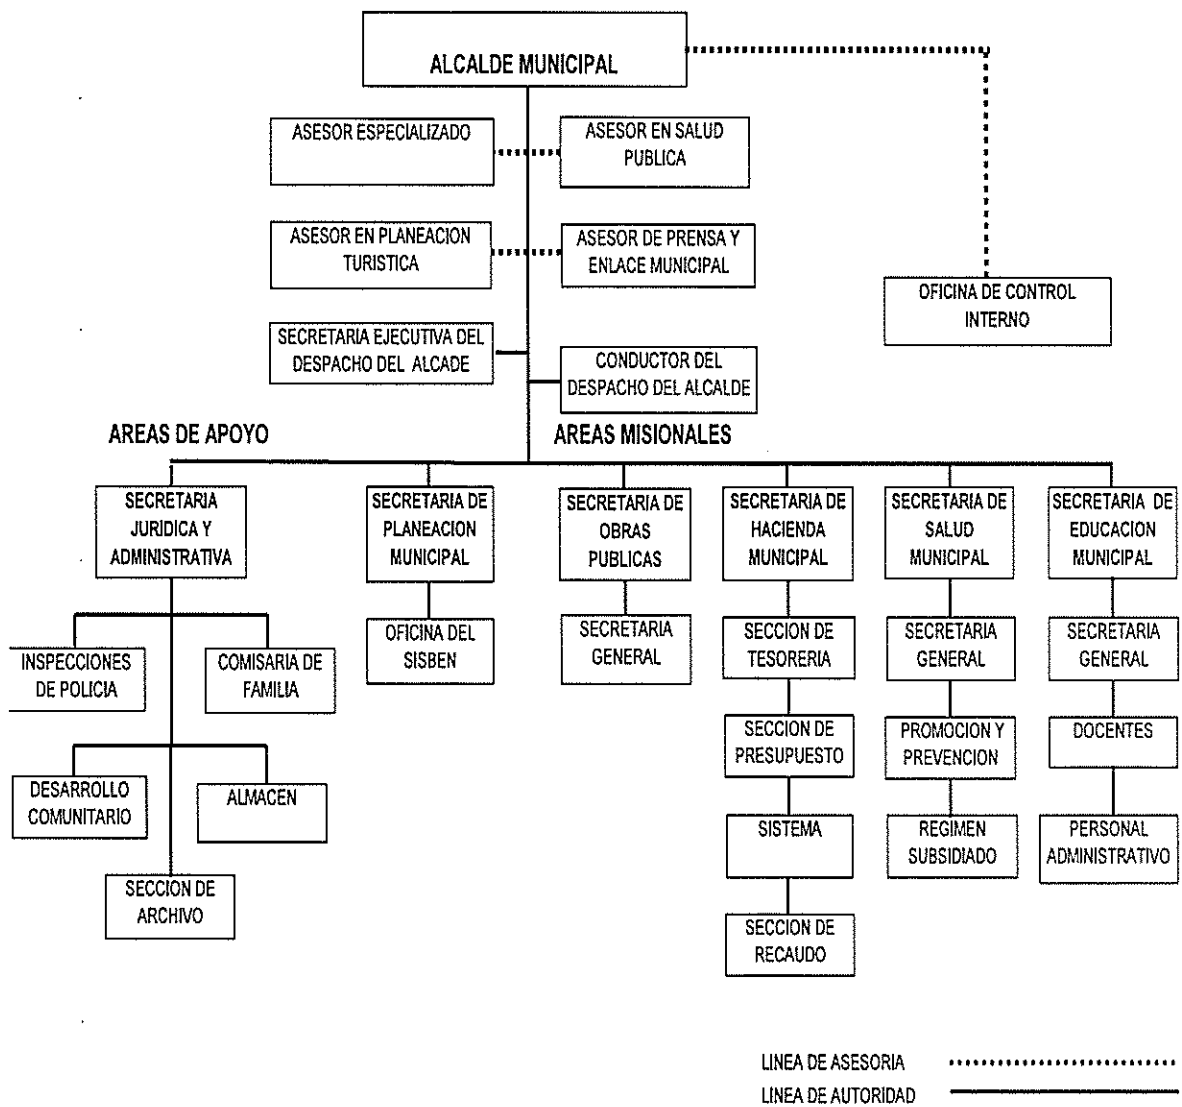 ALCALDE MUNICIPAL
ASESOR ESPECIALIZADO
ASESOR EN SALUD
PUBLICA
ASESOR EN PLANEACION
TURISTICA
ASESOR DE PRENSA Y
ENLACE MUNICIPAL
OFICINA DE CONTROL
INTERNO
SECRETARIA EJECUTIVA DEL
DESPACHO DEL ALCADE
CONDUCTOR DEL
DESPACHO DEL ALCALDE
AREAS DE APOYO
AREAS MISIONALES
SECRETARIA
JURIDICA Y
ADMINISTRATIVA
SECRETARIA DE
PLANEACION
MUNICIPAL
SECRETARIA DE
OBRAS
PUBLICAS
SECRETARIA DE
HACIENDA
MUNICIPAL
SECRETARIA DE
SALUD
MUNICIPAL
SECRETARIA DE
EDUCACION
MUNICIPAL
INSPECCIONES
DE POLICIA
COMISARIA DE
FAMILIA
OFICINA DEL
SISBEN
SECRETARIA
GENERAL
SECCION DE
TESORERIA
SECRETARIA
GENERAL
SECRETARIA
GENERAL
SECCION DE
PRESUPUESTO
PROMOCION Y
PREVENCION
DOCENTES
DESARROLLO
COMUNITARIO
ALMACEN
SISTEMA
REGIMEN
SUBSIDIADO
PERSONAL
ADMINISTRATIVO
SECCION DE
ARCHIVO
SECCION DE
RECAUDO
LINEA DE ASESORIA
LINEA DE AUTORIDAD